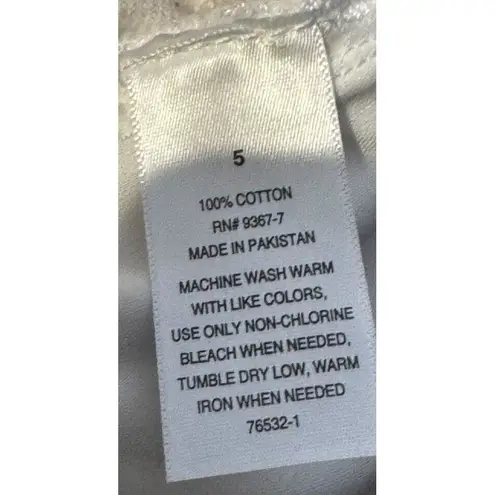 5
100% COTTON
RN# 9367-7
MADE IN PAKISTAN
MACHINE WASH WARM
WITH LIKE COLORS,
USE ONLY NON-CHLORINE
BLEACH WHEN NEEDED,
TUMBLE DRY LOW, WARM
IRON WHEN NEEDED
76532-1